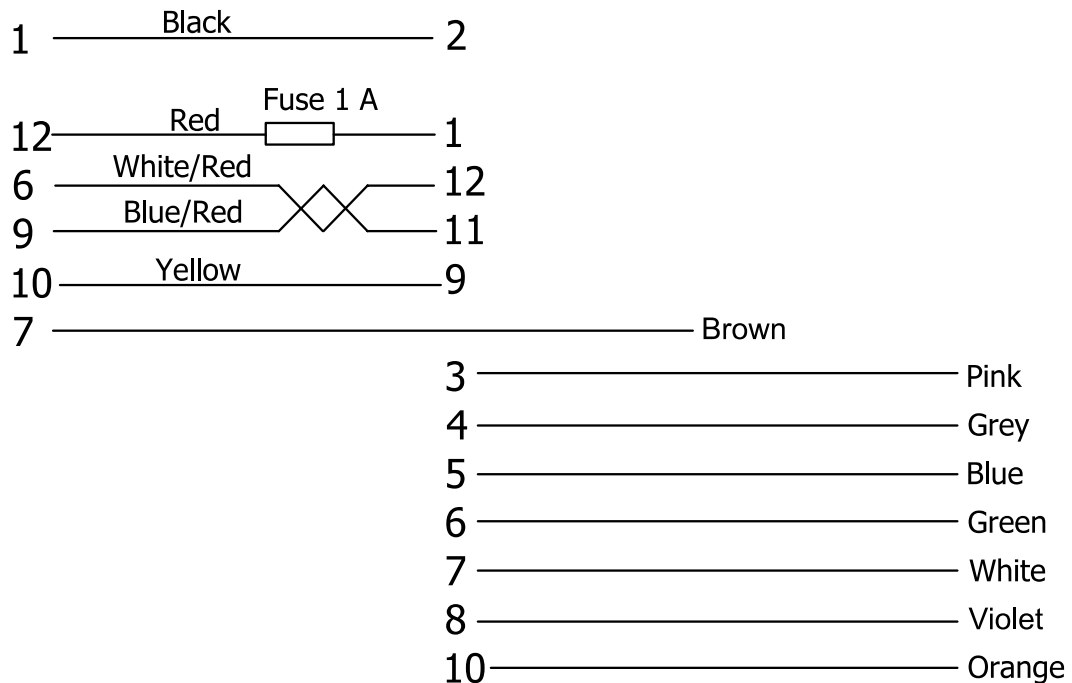 1 Black 2
Fuse 1 A
12 Red 1
6 White/Red 12
9 Blue/Red 11
10 Yellow 9
7 Brown
3 Pink
4 Grey
5 Blue
6 Green
7 White
8 Violet
10 Orange